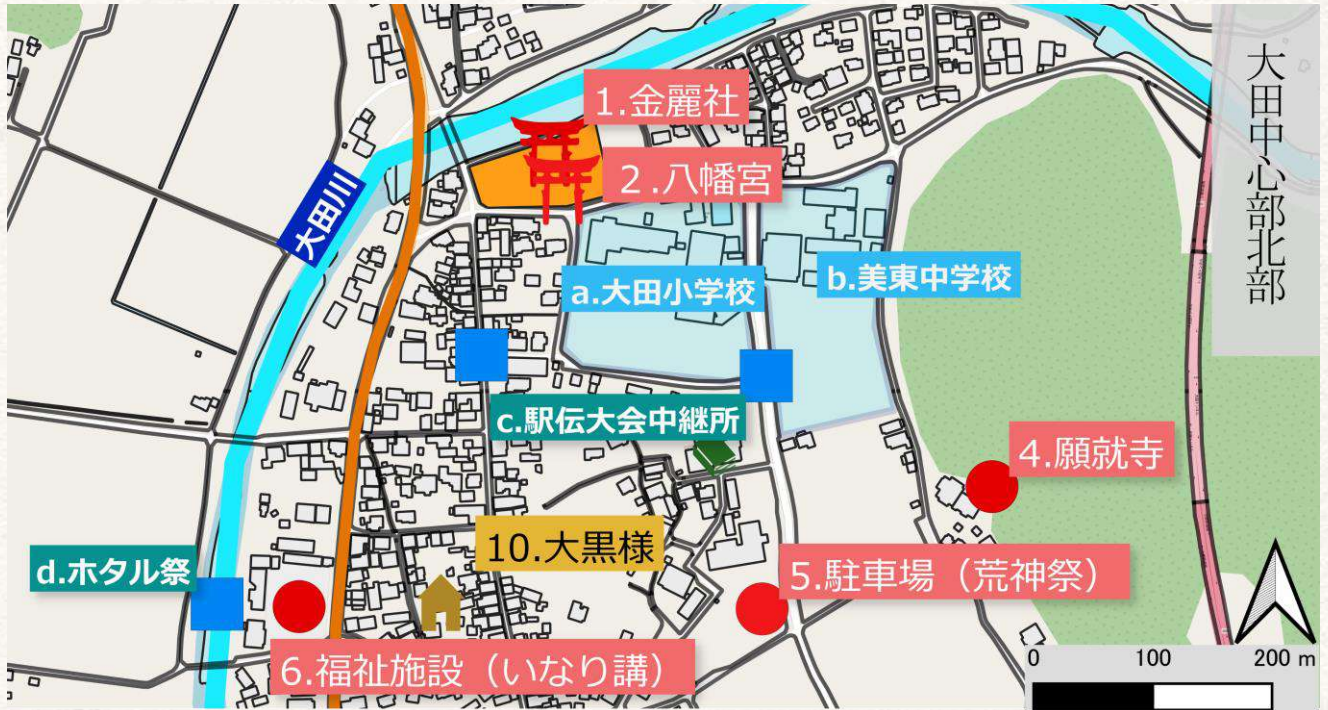 大田中心部北部
1.金麗社
2.八幡宮
大田川
a.大田小学校
b.美東中学校
c.駅伝大会中継所
4.願就寺
10.大黒様
d.ホタル祭
5.駐車場（荒神祭）
6.福祉施設（いなり講）
0 100 200 m